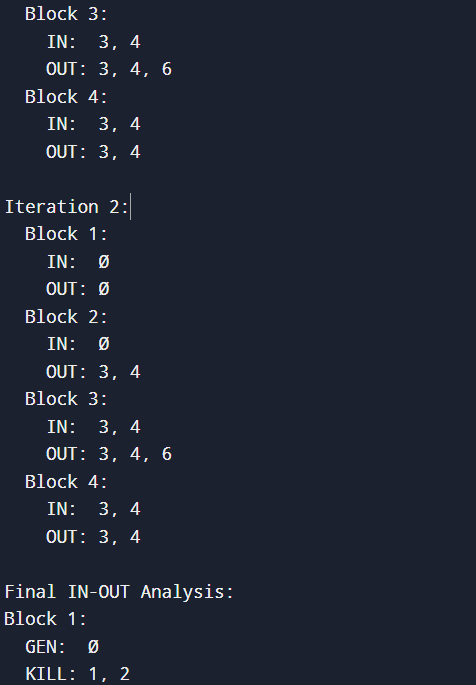 Block 3:
IN: 3, 4
OUT: 3, 4, 6
Block 4:
IN: 3, 4
OUT: 3, 4
Iteration 2:
Block 1:
IN: Ø
OUT: Ø
Block 2:
IN: Ø
OUT: 3, 4
Block 3:
IN: 3, 4
OUT: 3, 4, 6
Block 4:
IN: 3, 4
OUT: 3, 4
Final IN-OUT Analysis:
Block 1:
GEN: Ø
KILL: 1, 2